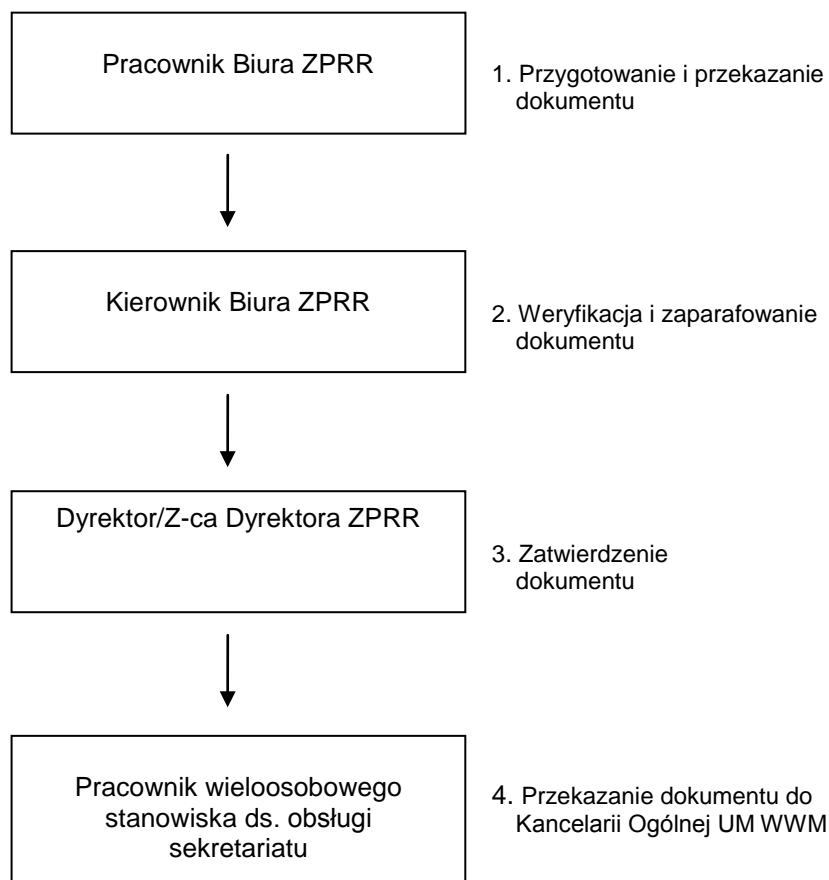 Pracownik Biura ZPRR
1. Przygotowanie i przekazanie
dokumentu
Kierownik Biura ZPRR
2. Weryfikacja i zaparafowanie
dokumentu
Dyrektor/Z-ca Dyrektora ZPRR
3. Zatwierdzenie
dokumentu
Pracownik wieloosobowego
stanowiska ds. obsługi
sekretariatu
4. Przekazanie dokumentu do
Kancelarii Ogólnej UM WWM